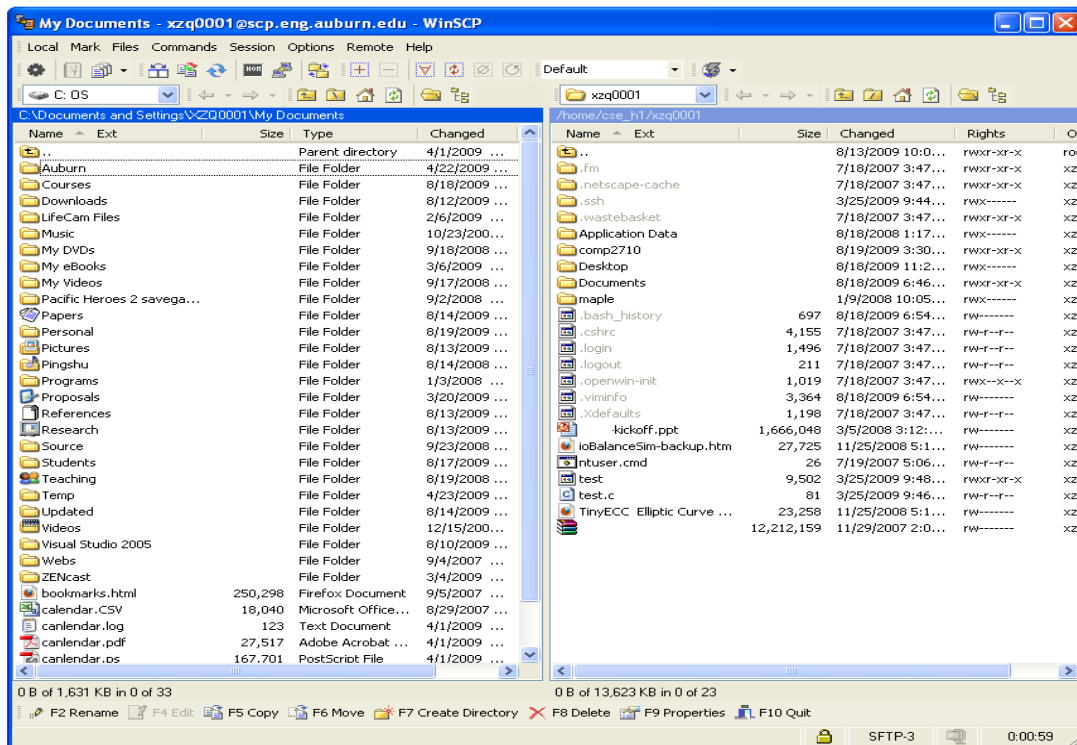 My Documents - xzq0001@scp.eng.auburn.edu - WinSCP
Local Mark Files Commands Session Options Remote Help
Default
C: OS
xzq0001
C:\Documents and Settings\XZQ0001\My Documents
Name Ext Size Type Changed
.. Parent directory 4/1/2009 ...
Auburn File Folder 4/22/2009 ...
Courses File Folder 8/18/2009 ...
Downloads File Folder 8/12/2009 ...
LifeCam Files File Folder 2/6/2009 ...
Music File Folder 10/23/200...
My DVDs File Folder 9/18/2008 ...
My eBooks File Folder 3/6/2009 ...
My Videos File Folder 9/17/2008 ...
Pacific Heroes 2 savega... File Folder 9/2/2008 ...
Papers File Folder 8/14/2009 ...
Personal File Folder 8/19/2009 ...
Pictures File Folder 8/13/2009 ...
Pingshu File Folder 8/14/2008 ...
Programs File Folder 1/3/2008 ...
Proposals File Folder 3/20/2009 ...
References File Folder 8/13/2009 ...
Research File Folder 8/13/2009 ...
Source File Folder 9/23/2008 ...
Students File Folder 8/17/2009 ...
Teaching File Folder 8/19/2008 ...
Temp File Folder 4/23/2009 ...
Updated File Folder 8/14/2009 ...
Videos File Folder 12/15/200...
Visual Studio 2005 File Folder 8/10/2009 ...
Webs File Folder 9/4/2007 ...
ZENcast File Folder 3/4/2009 ...
bookmarks.html 250,298 Firefox Document 9/5/2007 ...
calendar.CSV 18,040 Microsoft Office... 8/29/2007 ...
canlendar.log 123 Text Document 4/1/2009 ...
canlendar.pdf 27,517 Adobe Acrobat ... 4/1/2009 ...
canlendar.ps 167,701 PostScript File 4/1/2009 ...
0 B of 1,631 KB in 0 of 33
/home/cse_h1/xzq0001
Name Ext Size Changed Rights O
.. 8/13/2009 10:0... rwxr-xr-x ro
.fm 7/18/2007 3:47... rwxr-xr-x xz
.netscape-cache 7/18/2007 3:47... rwxr-xr-x xz
.ssh 3/25/2009 9:44... rwx------ xz
.wastebasket 7/18/2007 3:47... rwxr-xr-x xz
Application Data 8/18/2008 1:17... rwx------ xz
comp2710 8/19/2009 3:30... rwxr-xr-x xz
Desktop 8/18/2009 11:2... rwx------ xz
Documents 8/18/2009 6:46... rwxr-xr-x xz
maple 1/9/2008 10:05... rwx------ xz
.bash_history 697 8/18/2009 6:54... rw------- xz
.cshrc 4,155 7/18/2007 3:47... rw-r--r-- xz
.login 1,496 7/18/2007 3:47... rw-r--r-- xz
.logout 211 7/18/2007 3:47... rw-r--r-- xz
.openwin-init 1,019 7/18/2007 3:47... rwx--x--x xz
.viminfo 3,364 8/18/2009 6:54... rw------- xz
.Xdefaults 1,198 7/18/2007 3:47... rw-r--r-- xz
-kickoff.ppt 1,666,048 3/5/2008 3:12:... rw------- xz
ioBalanceSim-backup.htm 27,725 11/25/2008 5:1... rw------- xz
ntuser.cmd 26 7/19/2007 5:06... rw-r--r-- xz
test 9,502 3/25/2009 9:48... rwxr-xr-x xz
test.c 81 3/25/2009 9:46... rw-r--r-- xz
TinyECC Elliptic Curve ... 23,258 11/25/2008 5:1... rw------- xz
12,212,159 11/29/2007 2:0... rw------- xz
0 B of 13,623 KB in 0 of 23
F2 Rename F4 Edit F5 Copy F6 Move F7 Create Directory F8 Delete F9 Properties F10 Quit
SFTP-3 0:00:59